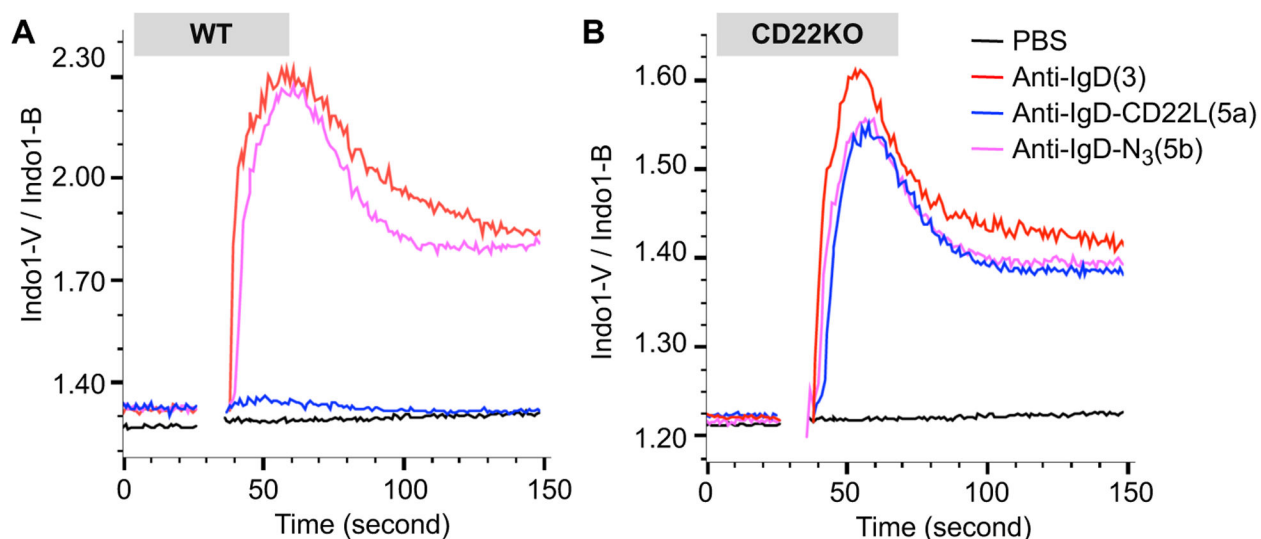 A
WT
2.30
2.00
1.70
1.40
Indo1-V / Indo1-B
0
50
100
150
Time (second)
B
CD22KO
1.60
1.50
1.40
1.30
1.20
Indo1-V / Indo1-B
0
50
100
150
Time (second)
PBS
Anti-IgD(3)
Anti-IgD-CD22L(5a)
Anti-IgD-N₃(5b)